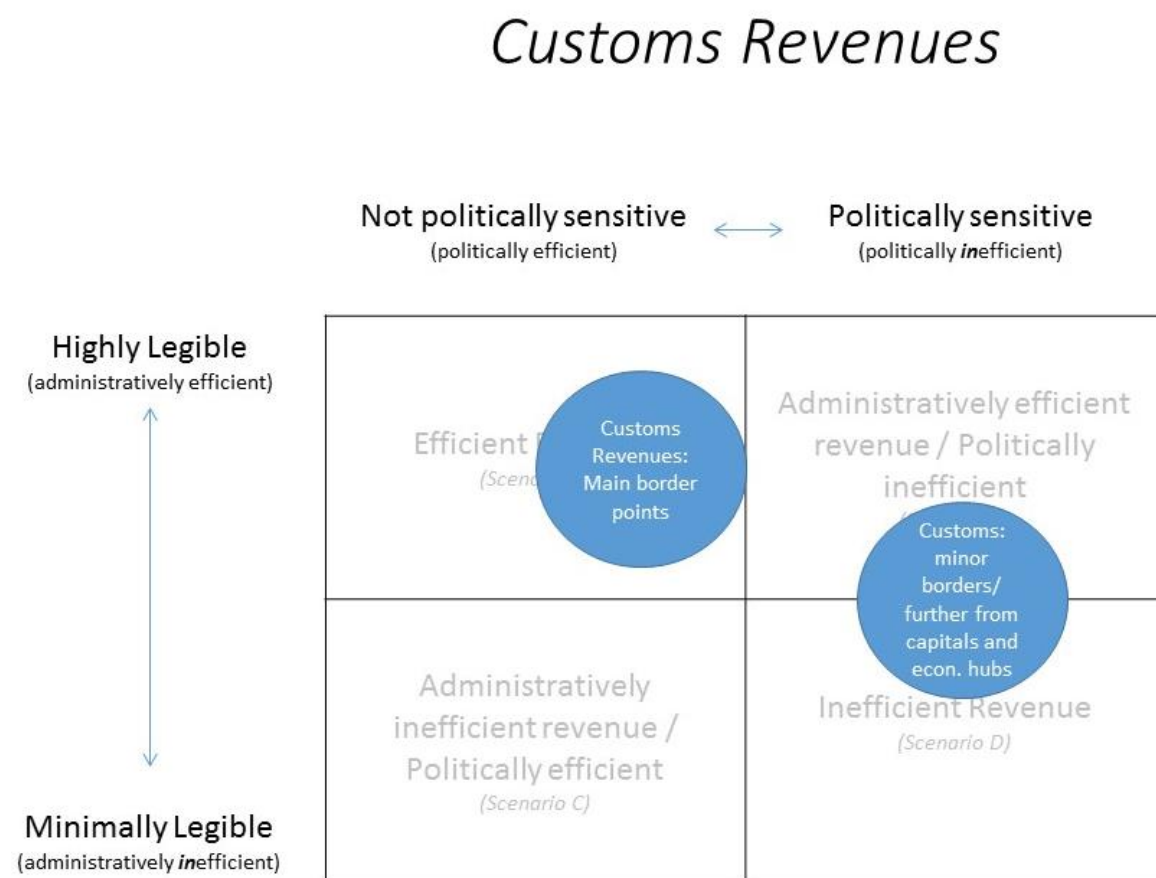 Customs Revenues
Not politically sensitive
(politically efficient)
Politically sensitive
(politically inefficient)
Highly Legible
(administratively efficient)
Efficient
Customs
Revenues:
Main border
points
Administratively efficient
revenue / Politically
inefficient
Customs:
minor
borders/
further from
capitals and
econ. hubs
Administratively
inefficient revenue /
Politically efficient
(Scenario C)
Inefficient Revenue
(Scenario D)
Minimally Legible
(administratively inefficient)